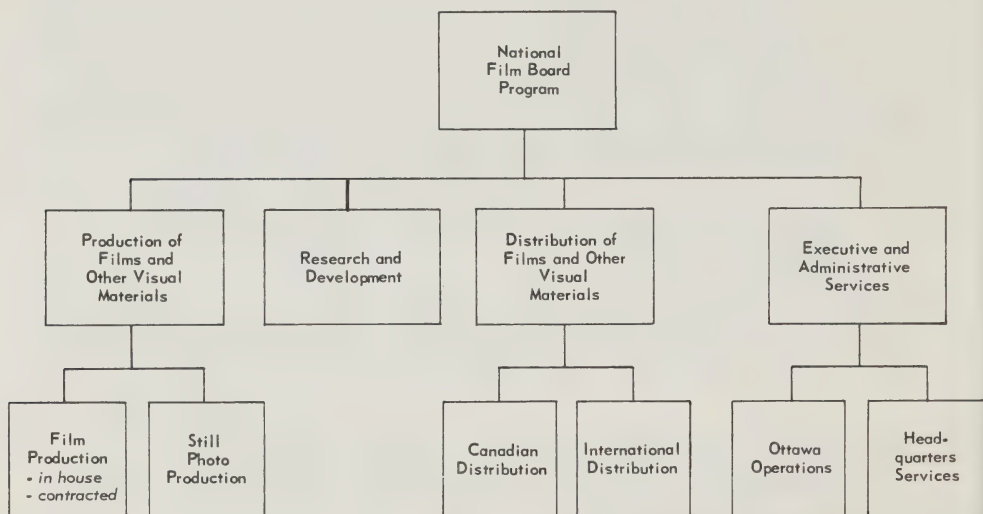 National
Film Board
Program
Production of
Films and
Other Visual
Materials
Research and
Development
Distribution of
Films and Other
Visual
Materials
Executive and
Administrative
Services
Film
Production
- in house
- contracted
Still
Photo
Production
Canadian
Distribution
International
Distribution
Ottawa
Operations
Head-
quarters
Services